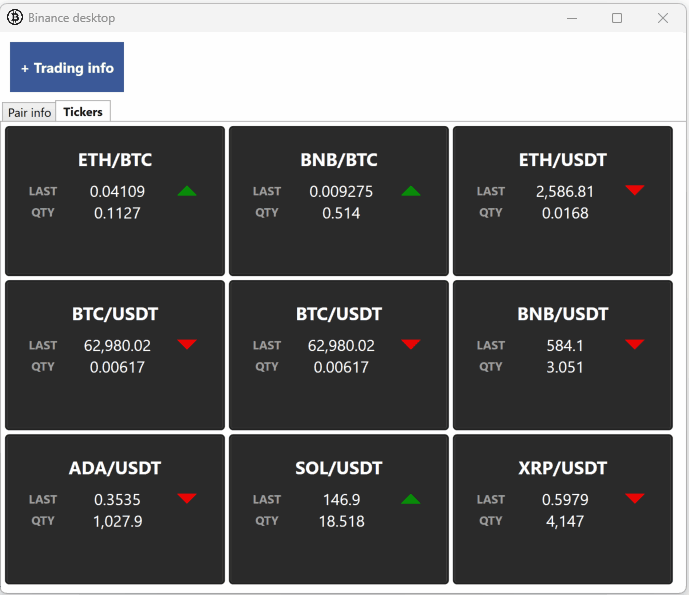 Binance desktop
+ Trading info
Pair info Tickers
ETH/BTC
LAST 0.04109
QTY 0.1127
BNB/BTC
LAST 0.009275
QTY 0.514
ETH/USDT
LAST 2,586.81
QTY 0.0168
BTC/USDT
LAST 62,980.02
QTY 0.00617
BTC/USDT
LAST 62,980.02
QTY 0.00617
BNB/USDT
LAST 584.1
QTY 3.051
ADA/USDT
LAST 0.3535
QTY 1,027.9
SOL/USDT
LAST 146.9
QTY 18.518
XRP/USDT
LAST 0.5979
QTY 4,147